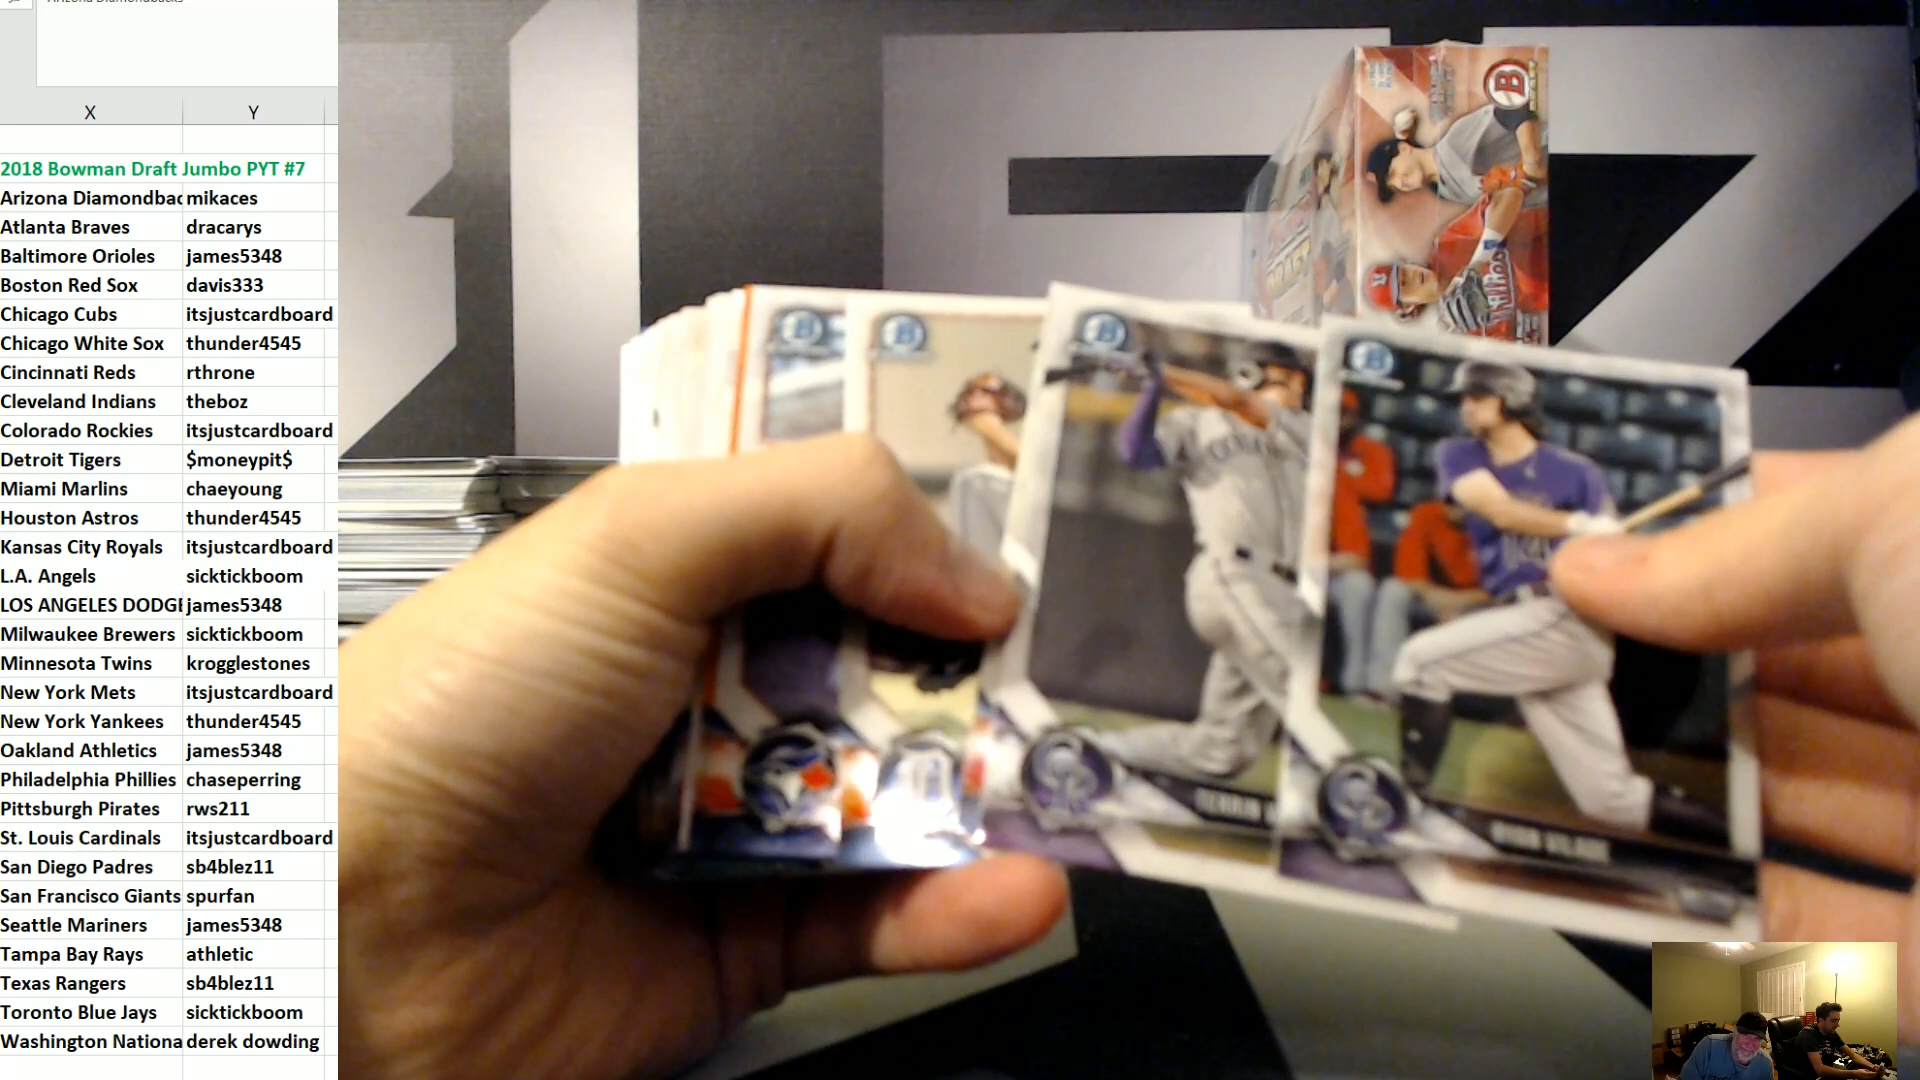 X Y
2018 Bowman Draft Jumbo PYT #7
Arizona Diamondbac mikaces
Atlanta Braves dracarys
Baltimore Orioles james5348
Boston Red Sox davis333
Chicago Cubs itsjustcardboard
Chicago White Sox thunder4545
Cincinnati Reds rthrone
Cleveland Indians theboz
Colorado Rockies itsjustcardboard
Detroit Tigers $moneypit$
Miami Marlins chaeyoung
Houston Astros thunder4545
Kansas City Royals itsjustcardboard
L.A. Angels sicktickboom
LOS ANGELES DODGE james5348
Milwaukee Brewers sicktickboom
Minnesota Twins krogglestones
New York Mets itsjustcardboard
New York Yankees thunder4545
Oakland Athletics james5348
Philadelphia Phillies chaseperring
Pittsburgh Pirates rws211
St. Louis Cardinals itsjustcardboard
San Diego Padres sb4blez11
San Francisco Giants spurfan
Seattle Mariners james5348
Tampa Bay Rays athletic
Texas Rangers sb4blez11
Toronto Blue Jays sicktickboom
Washington Nationa derek dowding
B